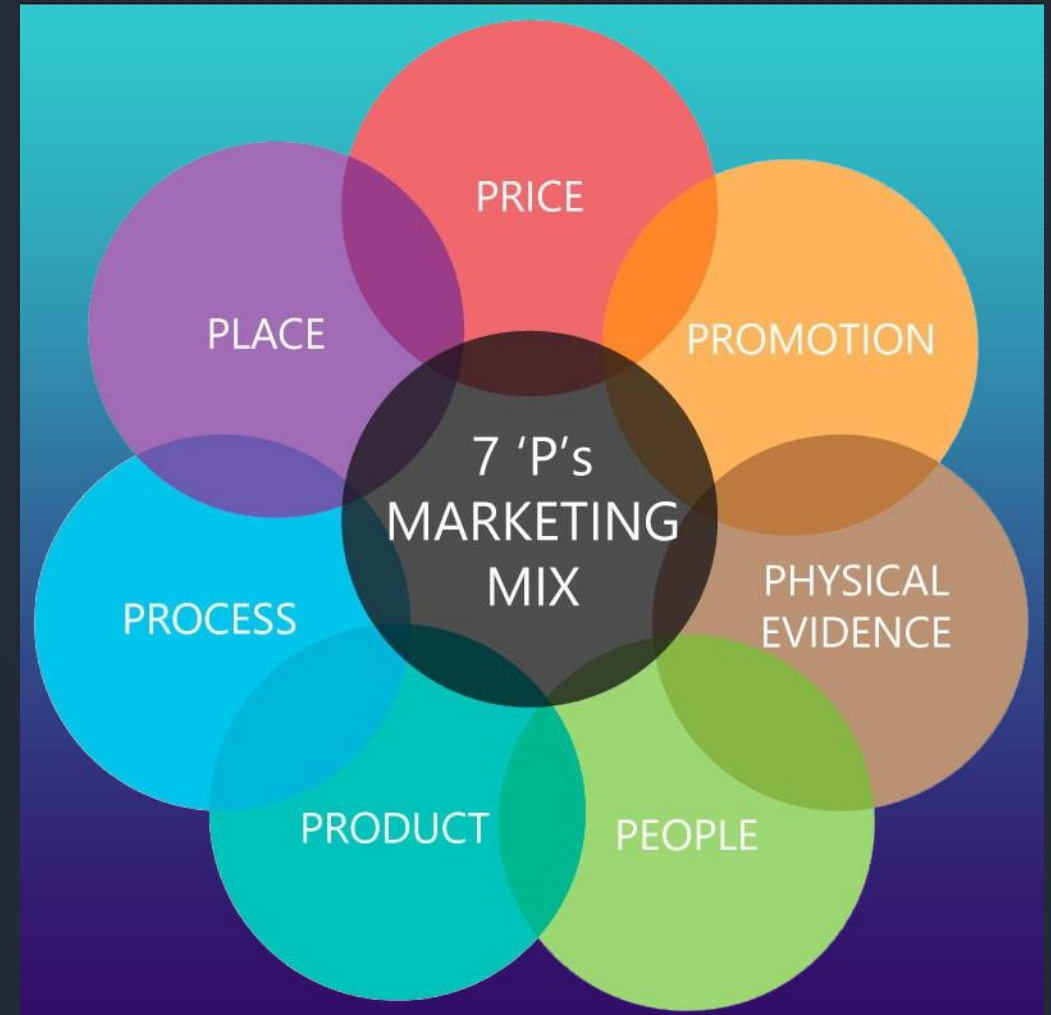 PRICE
PLACE
PROMOTION
7 ‘P’s
MARKETING
MIX
PHYSICAL
EVIDENCE
PROCESS
PRODUCT
PEOPLE